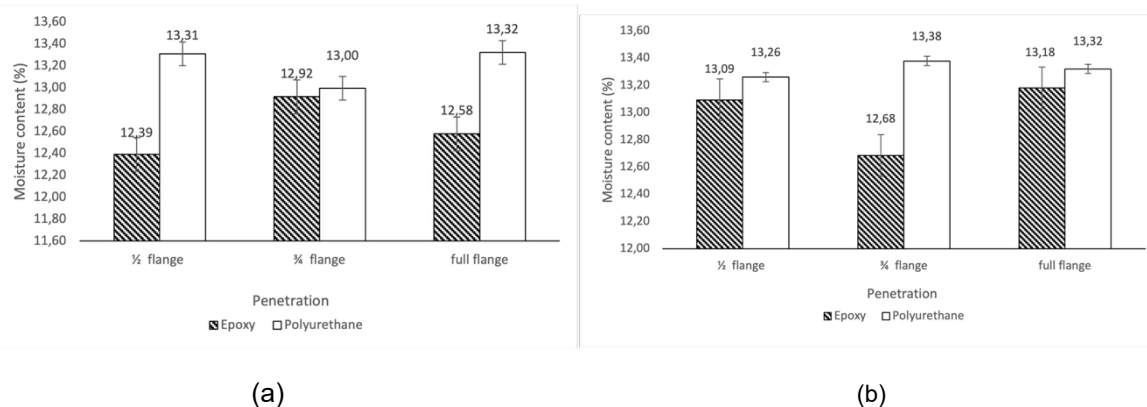 13,60
13,40
13,20
13,00
12,80
12,60
12,40
12,20
12,00
11,80
11,60
Moisture content (%)
12,39
13,31
12,92
13,00
12,58
13,32
½ flange
¾ flange
full flange
Penetration
Epoxy
Polyurethane
(a)
13,60
13,40
13,20
13,00
12,80
12,60
12,40
12,20
12,00
Moisture content (%)
13,09
13,26
12,68
13,38
13,18
13,32
½ flange
¾ flange
full flange
Penetration
Epoxy
Polyurethane
(b)